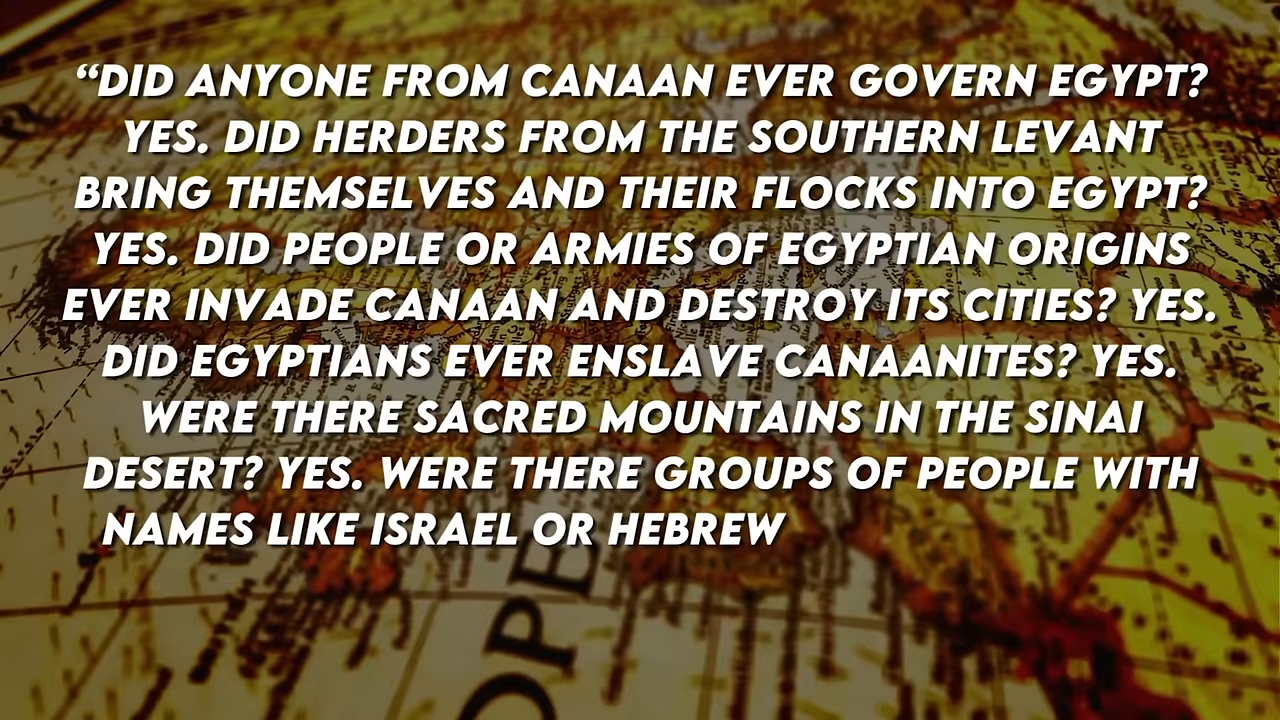 “DID ANYONE FROM CANAAN EVER GOVERN EGYPT?
YES. DID HERDERS FROM THE SOUTHERN LEVANT
BRING THEMSELVES AND THEIR FLOCKS INTO EGYPT?
YES. DID PEOPLE OR ARMIES OF EGYPTIAN ORIGINS
EVER INVADE CANAAN AND DESTROY ITS CITIES? YES.
DID EGYPTIANS EVER ENSLAVE CANAANITES? YES.
WERE THERE SACRED MOUNTAINS IN THE SINAI
DESERT? YES. WERE THERE GROUPS OF PEOPLE WITH
NAMES LIKE ISRAEL OR HEBREW